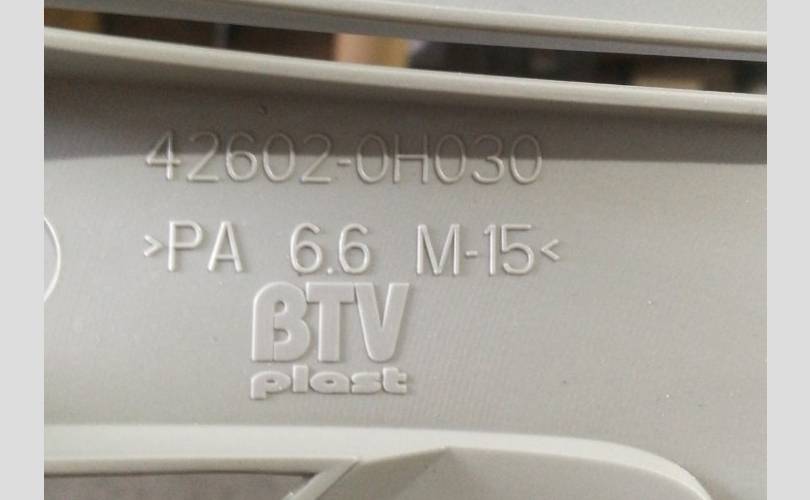 42602-0H030
>PA 6.6 M-15<
BTV
plast